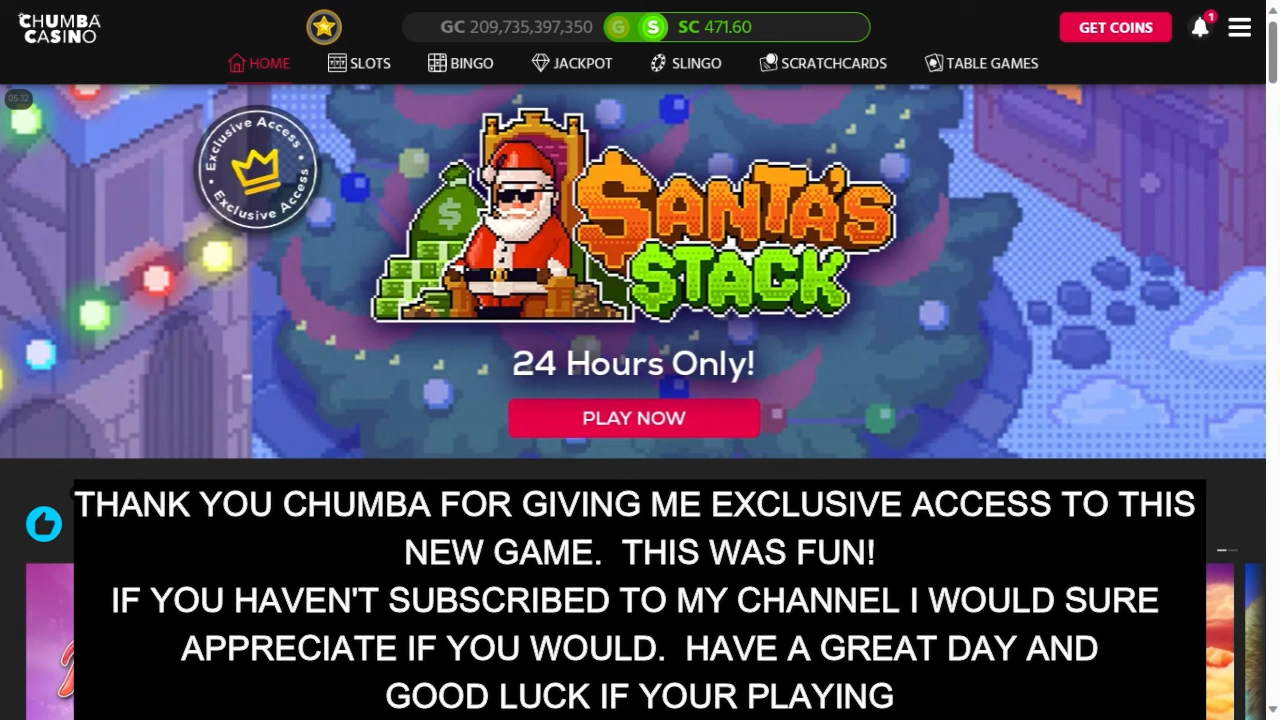 CHUMBA
CASINO
GC 209,735,397,350 G S SC 471.60
GET COINS
1
HOME
SLOTS
BINGO
JACKPOT
SLINGO
SCRATCHCARDS
TABLE GAMES
05:32
Exclusive Access
Exclusive Access
$
SANTA'S
STACK
24 Hours Only!
PLAY NOW
THANK YOU CHUMBA FOR GIVING ME EXCLUSIVE ACCESS TO THIS
NEW GAME. THIS WAS FUN!
IF YOU HAVEN'T SUBSCRIBED TO MY CHANNEL I WOULD SURE
APPRECIATE IF YOU WOULD. HAVE A GREAT DAY AND
GOOD LUCK IF YOUR PLAYING